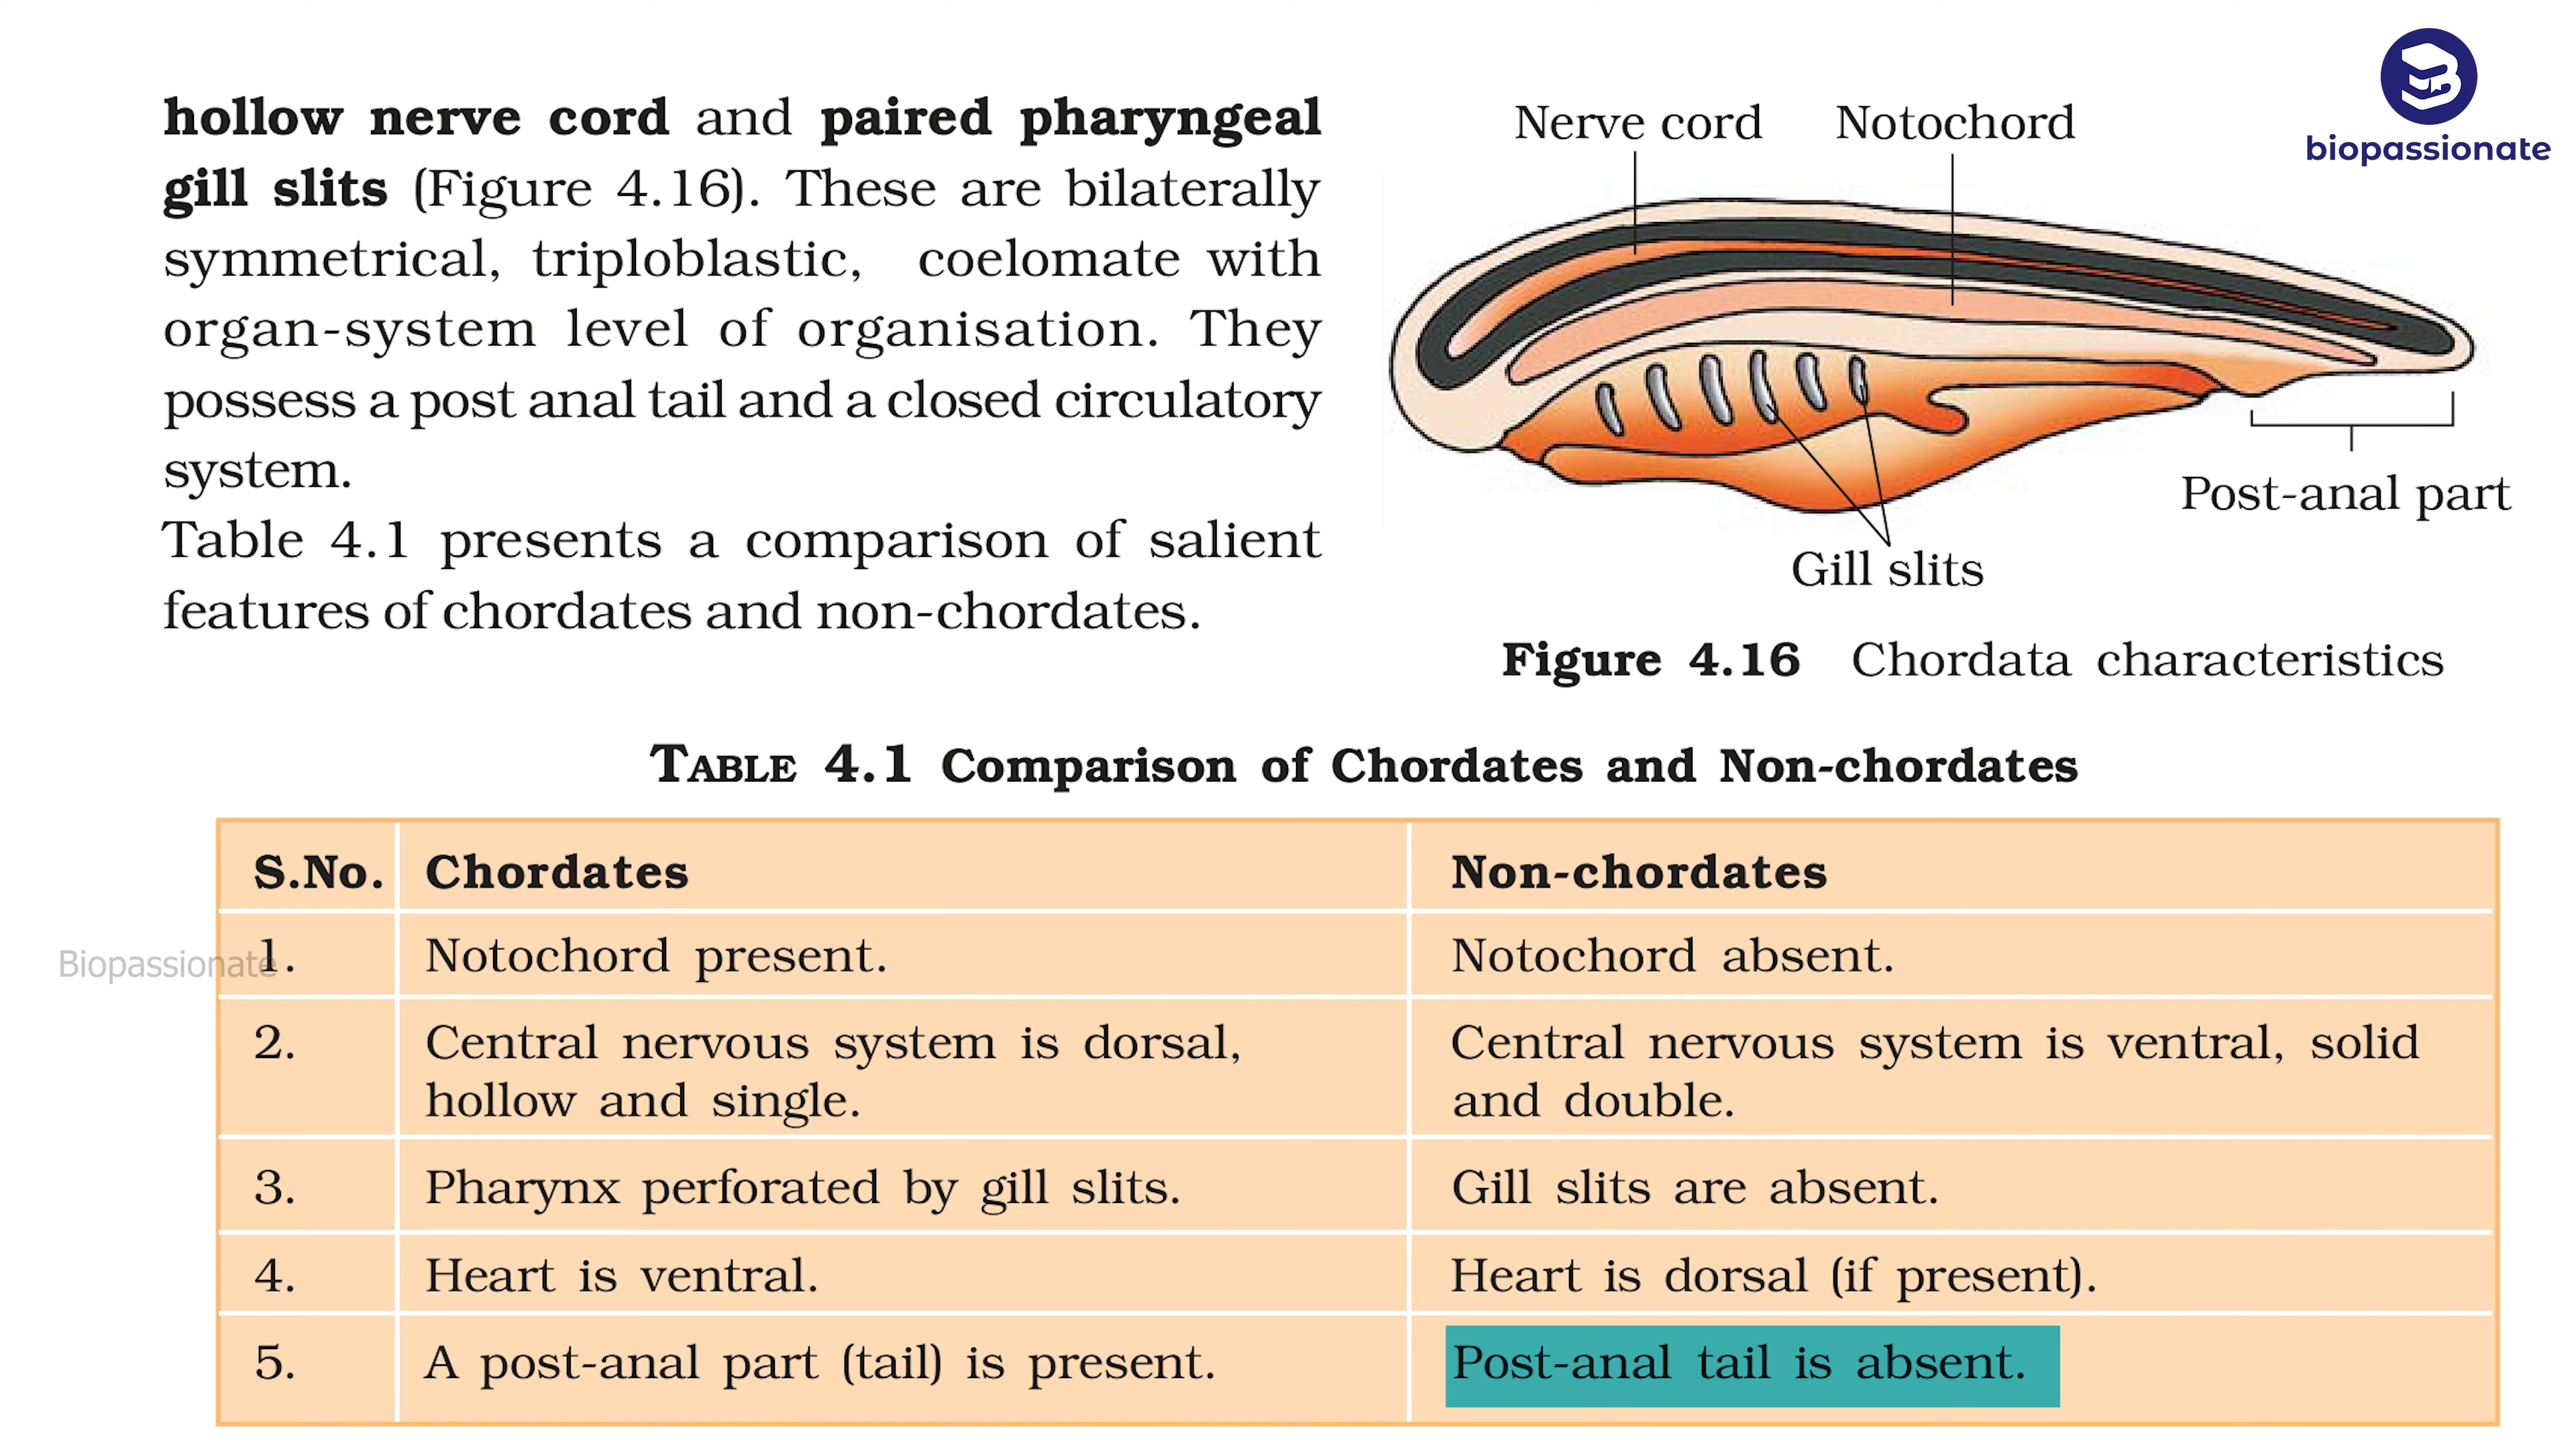 hollow nerve cord and paired pharyngeal
gill slits (Figure 4.16). These are bilaterally
symmetrical, triploblastic, coelomate with
organ-system level of organisation. They
possess a post anal tail and a closed circulatory
system.
Table 4.1 presents a comparison of salient
features of chordates and non-chordates.
biopassionate
Nerve cord
Notochord
Post-anal part
Gill slits
Figure 4.16 Chordata characteristics
TABLE 4.1 Comparison of Chordates and Non-chordates
S.No. Chordates Non-chordates
1. Notochord present. Notochord absent.
2. Central nervous system is dorsal, Central nervous system is ventral, solid
hollow and single. and double.
3. Pharynx perforated by gill slits. Gill slits are absent.
4. Heart is ventral. Heart is dorsal (if present).
5. A post-anal part (tail) is present. Post-anal tail is absent.
Biopassionate